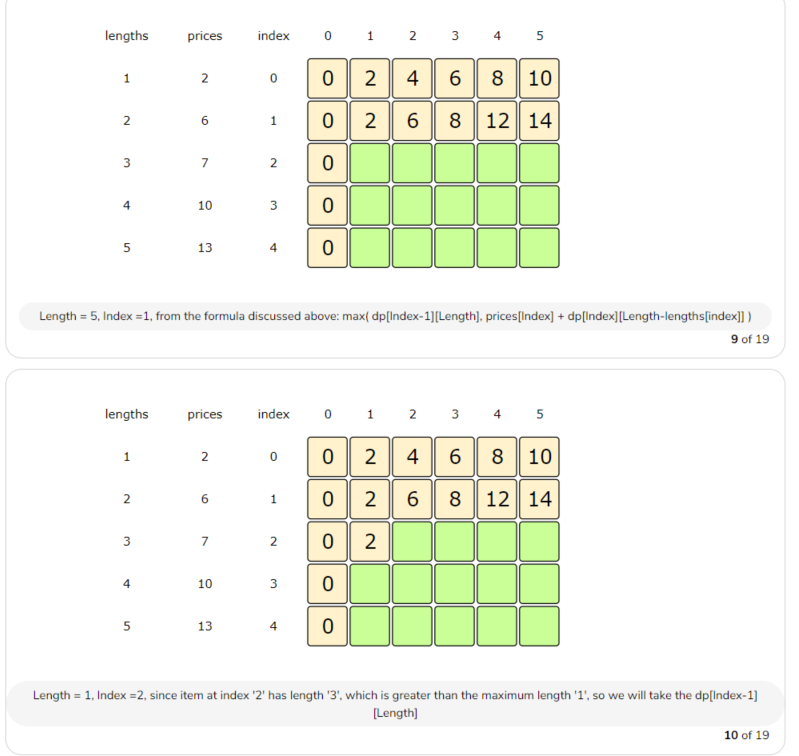 lengths prices index 0 1 2 3 4 5
1 2 0 0 2 4 6 8 10
2 6 1 0 2 6 8 12 14
3 7 2 0
4 10 3 0
5 13 4 0
Length = 5, Index =1, from the formula discussed above: max( dp[Index-1][Length], prices[Index] + dp[Index][Length-lengths[index]] )
9 of 19
lengths prices index 0 1 2 3 4 5
1 2 0 0 2 4 6 8 10
2 6 1 0 2 6 8 12 14
3 7 2 0 2
4 10 3 0
5 13 4 0
Length = 1, Index =2, since item at index '2' has length '3', which is greater than the maximum length '1', so we will take the dp[Index-1]
[Length]
10 of 19